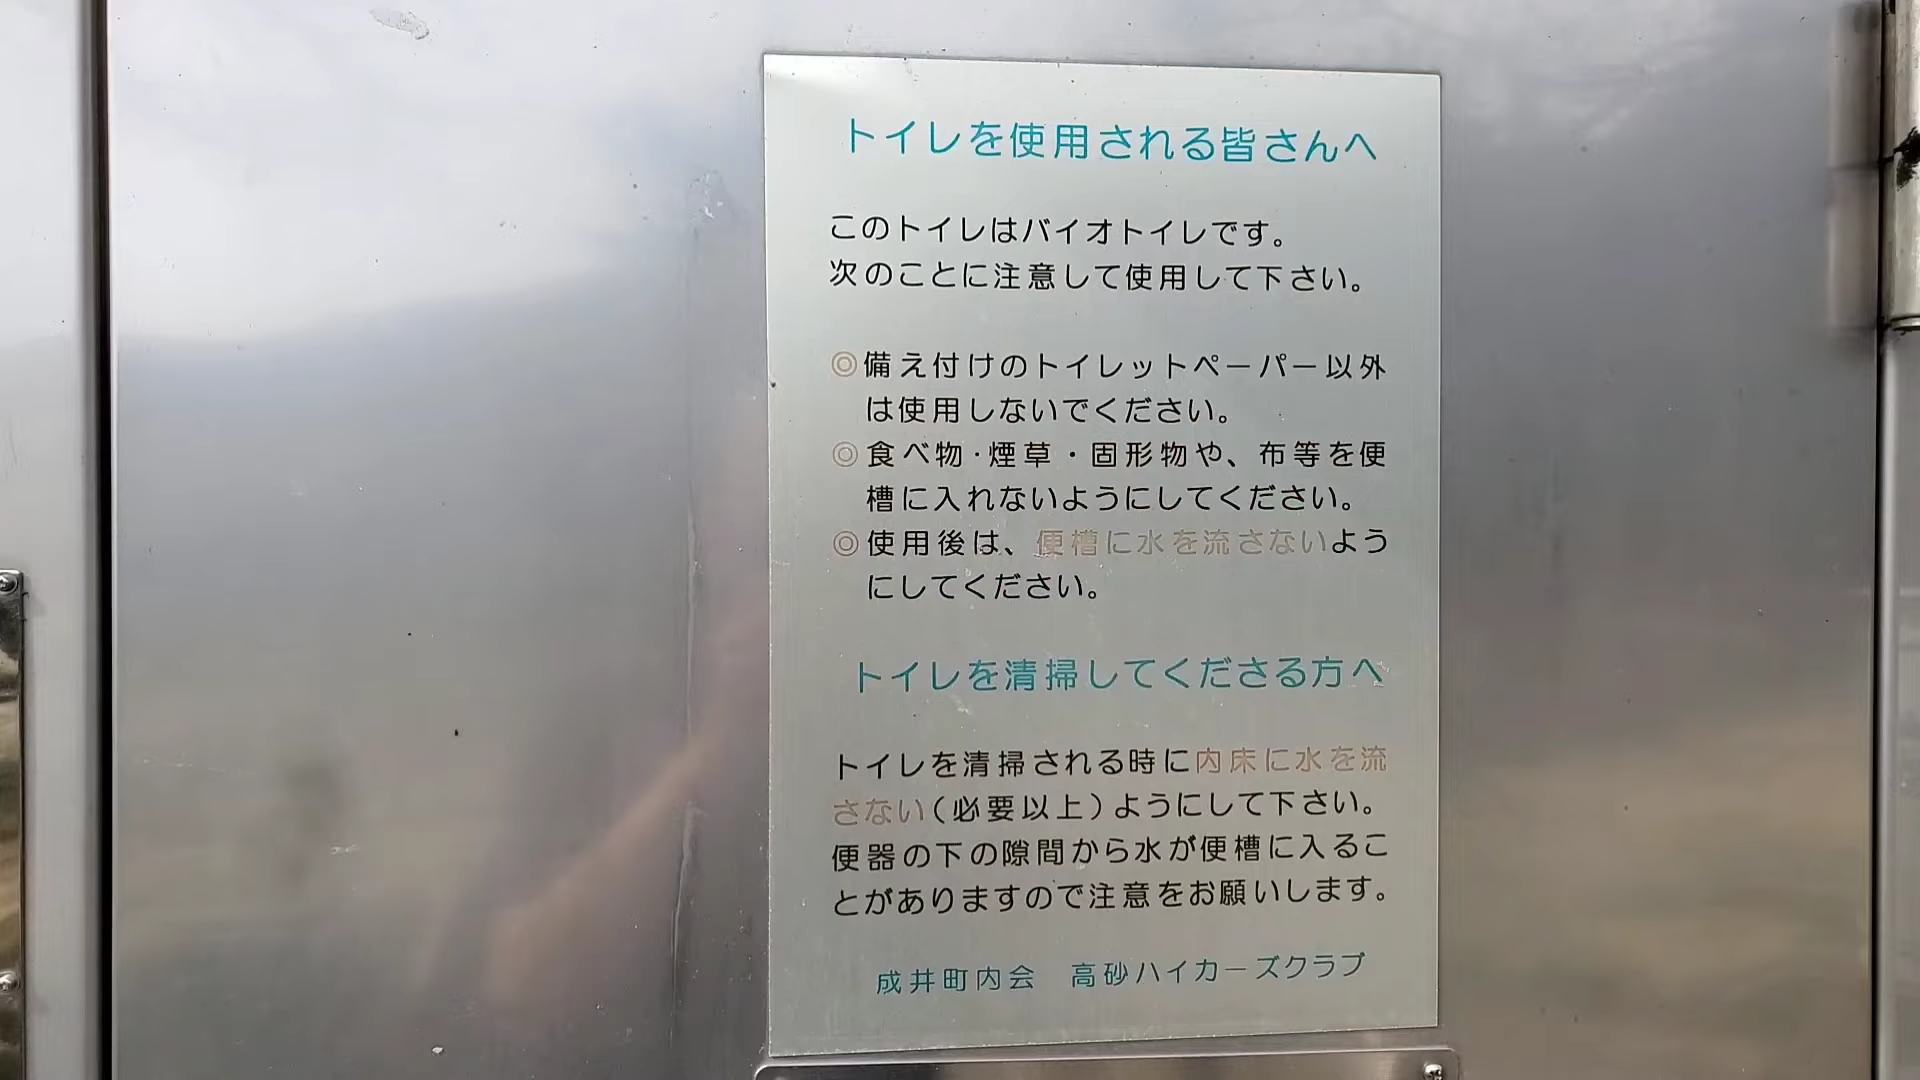 トイレを使用される皆さんへ
このトイレはバイオトイレです。
次のことに注意して使用して下さい。
◎備え付けのトイレットペーパー以外
は使用しないでください。
◎食べ物・煙草・固形物や、布等を便
槽に入れないようにしてください。
◎使用後は、便槽に水を流さないよう
にしてください。
トイレを清掃してくださる方へ
トイレを清掃される時に内床に水を流
さない(必要以上)ようにして下さい。
便器の下の隙間から水が便槽に入るこ
とがありますので注意をお願いします。
成井町内会 高砂ハイカーズクラブ